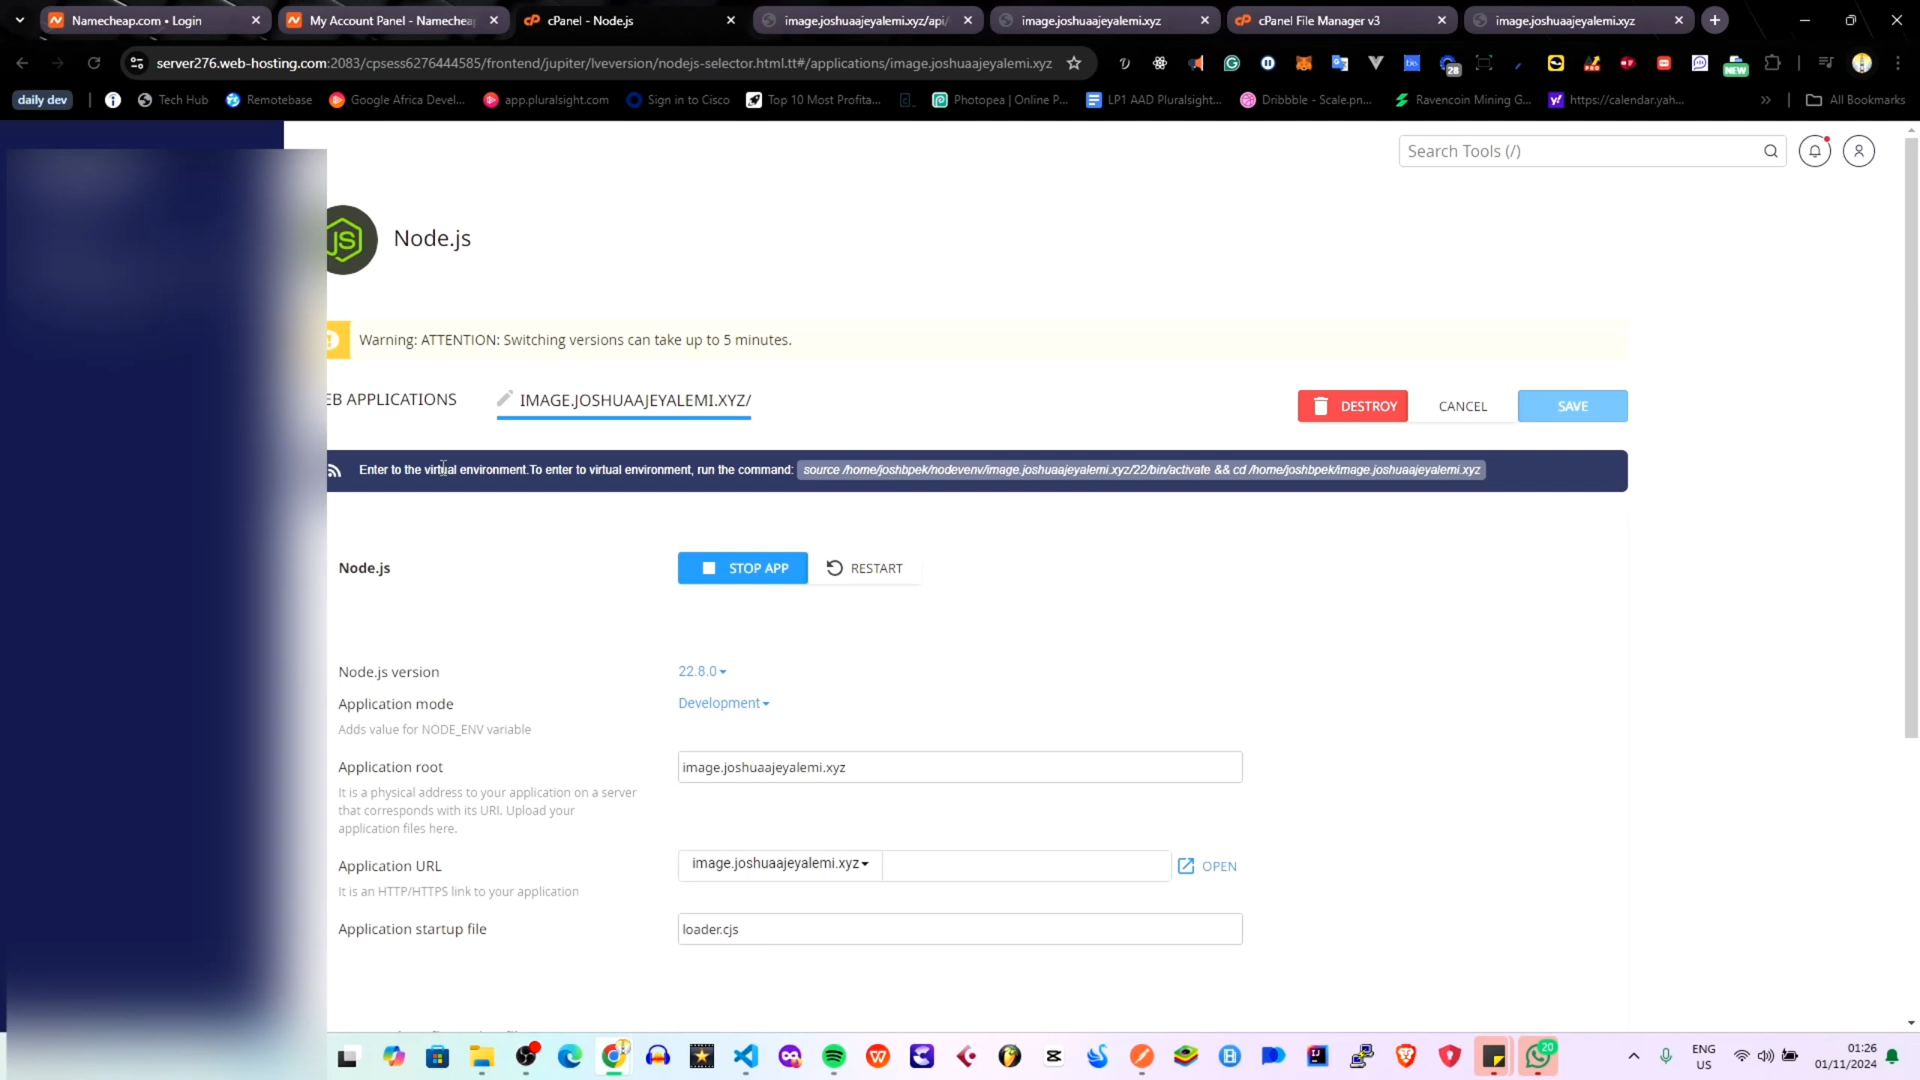 Namecheap.com • Login
My Account Panel - Namecheap
cPanel - Node.js
image.joshuaajeyalemi.xyz/api/
image.joshuaajeyalemi.xyz
cPanel File Manager v3
image.joshuaajeyalemi.xyz
server276.web-hosting.com:2083/cpsess6276444585/frontend/jupiter/lveversion/nodejs-selector.html.tt#/applications/image.joshuaajeyalemi.xyz
28
NEW
daily dev
Tech Hub
Remotebase
Google Africa Devel...
app.pluralsight.com
Sign in to Cisco
Top 10 Most Profita...
Photopea | Online P...
LP1 AAD Pluralsight...
Dribbble - Scale.pn...
Ravencoin Mining G...
https://calendar.yah...
All Bookmarks
Search Tools (/)
Node.js
Warning: ATTENTION: Switching versions can take up to 5 minutes.
EB APPLICATIONS
IMAGE.JOSHUAAJEYALEMI.XYZ/
DESTROY
CANCEL
SAVE
Enter to the virtual environment.To enter to virtual environment, run the command: source /home/joshbpek/nodevenv/image.joshuaajeyalemi.xyz/22/bin/activate && cd /home/joshbpek/image.joshuaajeyalemi.xyz
Node.js
STOP APP
RESTART
Node.js version
22.8.0
Application mode
Development
Adds value for NODE_ENV variable
Application root
image.joshuaajeyalemi.xyz
It is a physical address to your application on a server
that corresponds with its URI. Upload your
application files here.
Application URL
image.joshuaajeyalemi.xyz
OPEN
It is an HTTP/HTTPS link to your application
Application startup file
loader.cjs
20
ENG
US
01:26
01/11/2024